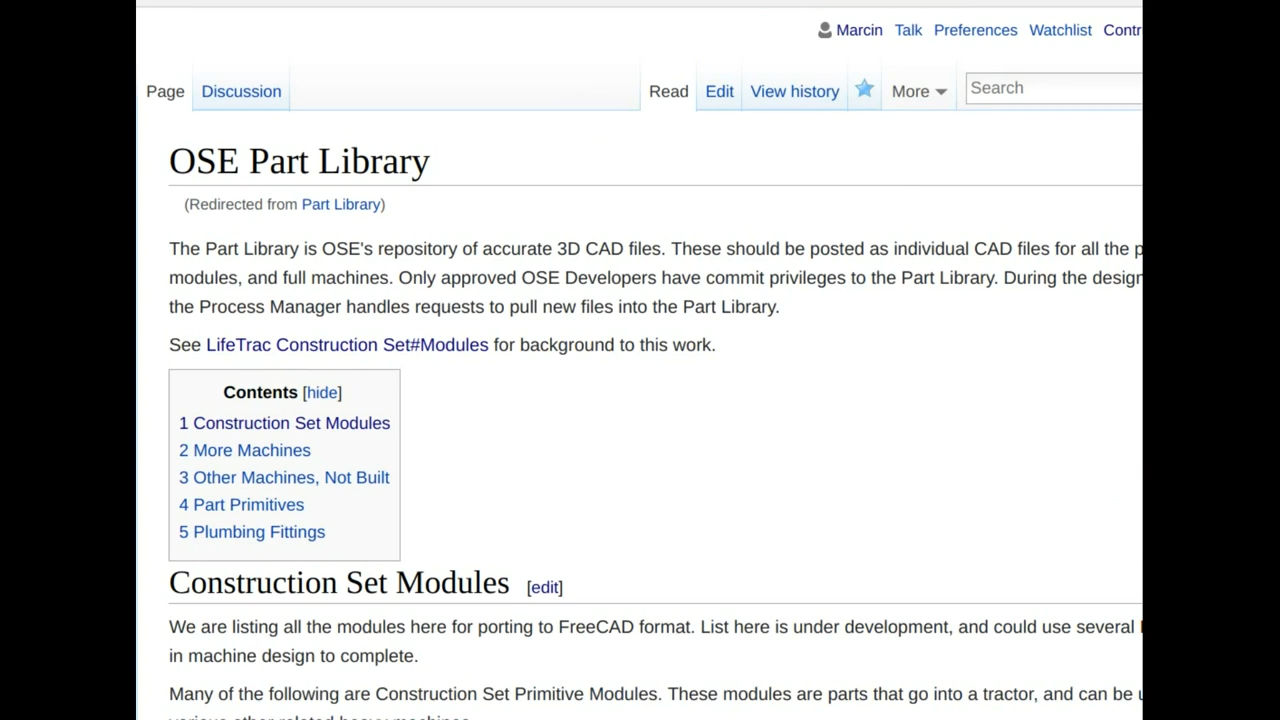 Marcin Talk Preferences Watchlist Contr
Page Discussion Read Edit View history More Search
OSE Part Library
(Redirected from Part Library)
The Part Library is OSE's repository of accurate 3D CAD files. These should be posted as individual CAD files for all the p
modules, and full machines. Only approved OSE Developers have commit privileges to the Part Library. During the design
the Process Manager handles requests to pull new files into the Part Library.
See LifeTrac Construction Set#Modules for background to this work.
Contents [hide]
1 Construction Set Modules
2 More Machines
3 Other Machines, Not Built
4 Part Primitives
5 Plumbing Fittings
Construction Set Modules [edit]
We are listing all the modules here for porting to FreeCAD format. List here is under development, and could use several
in machine design to complete.
Many of the following are Construction Set Primitive Modules. These modules are parts that go into a tractor, and can be
various other related heavy machines.